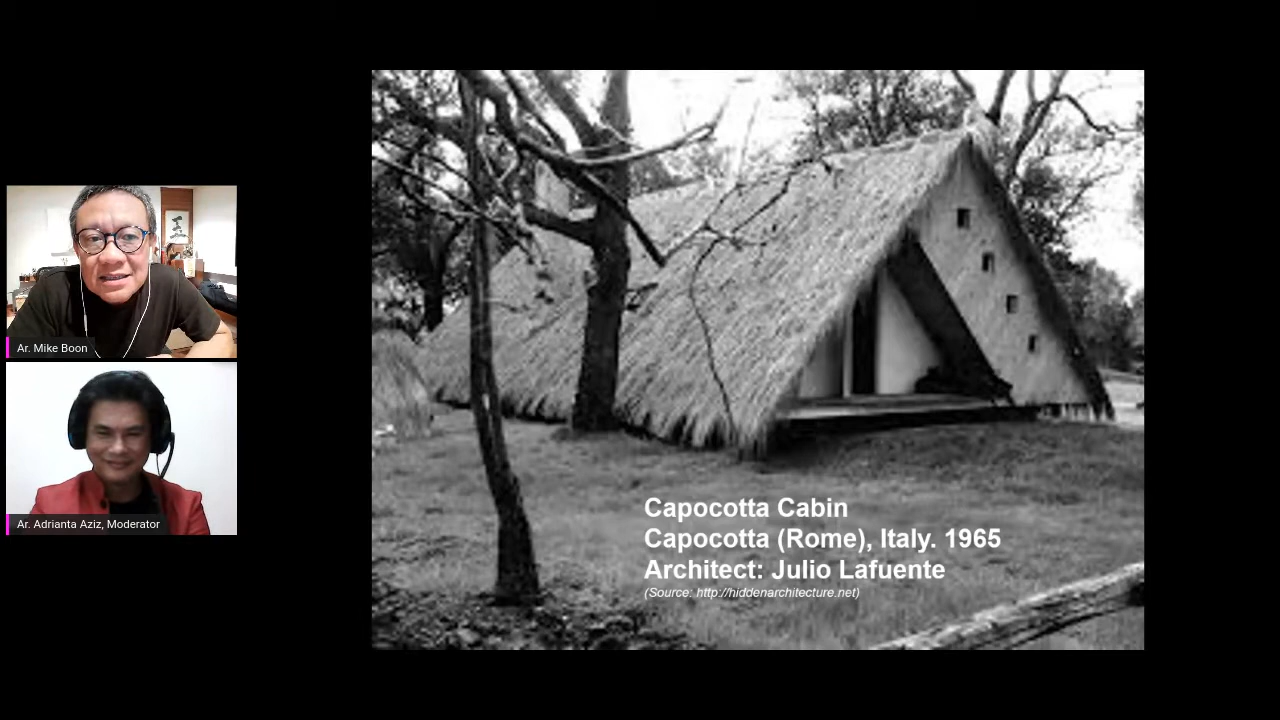 Ar. Mike Boon
Ar. Adrianta Aziz, Moderator
Capocotta Cabin
Capocotta (Rome), Italy. 1965
Architect: Julio Lafuente
(Source: http://hiddenarchitecture.net)